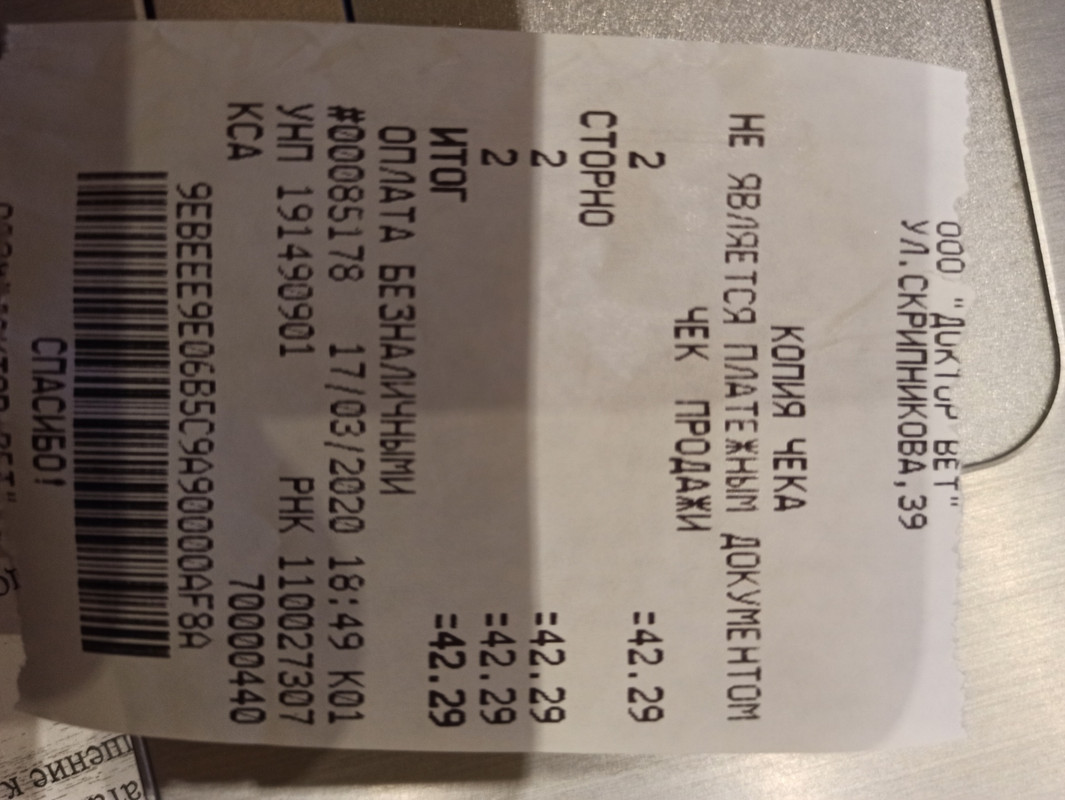 ООО "ДОКТОР ВЕТ"
УЛ.СКРИПНИКОВА,39
КОПИЯ ЧЕКА
НЕ ЯВЛЯЕТСЯ ПЛАТЕЖНЫМ ДОКУМЕНТОМ
ЧЕК ПРОДАЖИ
2 =42.29
СТОРНО
2 =42.29
2 =42.29
ИТОГ =42.29
ОПЛАТА БЕЗНАЛИЧНЫМИ
#00085178 17/03/2020 18:49 К01
УНП 191490901 РНК 110027307
КСА 70000440
9EBEEE9E06B5C9A90000AF8A
СПАСИБО!